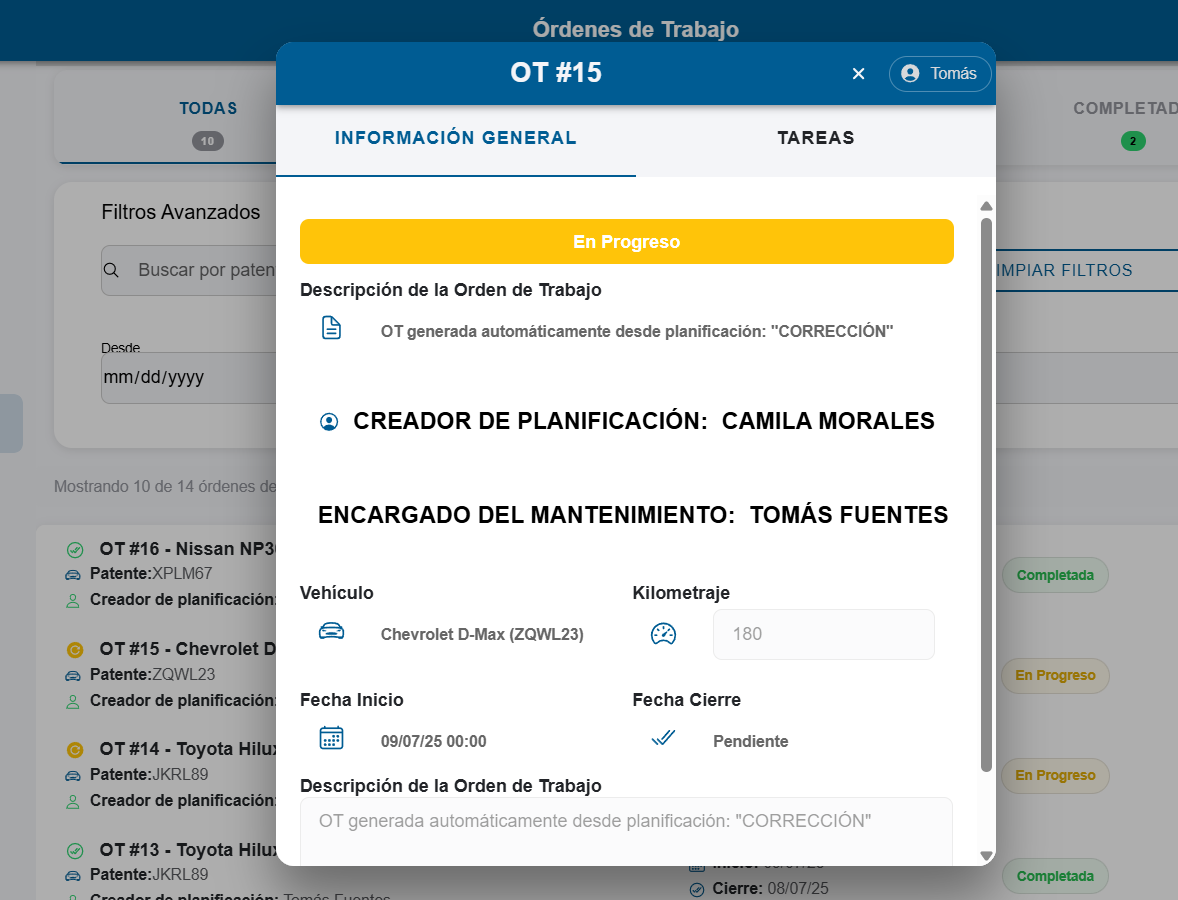 Órdenes de Trabajo
OT #15
Tomás
TODAS
10
COMPLETAD
2
INFORMACIÓN GENERAL
TAREAS
Filtros Avanzados
Buscar por paten
IMPIAR FILTROS
Desde
mm/dd/yyyy
En Progreso
Descripción de la Orden de Trabajo
OT generada automáticamente desde planificación: "CORRECCIÓN"
CREADOR DE PLANIFICACIÓN: CAMILA MORALES
ENCARGADO DEL MANTENIMIENTO: TOMÁS FUENTES
Vehículo
Kilometraje
Chevrolet D-Max (ZQWL23)
180
Fecha Inicio
Fecha Cierre
09/07/25 00:00
Pendiente
Descripción de la Orden de Trabajo
OT generada automáticamente desde planificación: "CORRECCIÓN"
Mostrando 10 de 14 órdenes de
OT #16 - Nissan NP3
Patente:XPLM67
Creador de planificación:
Completada
OT #15 - Chevrolet D
Patente:ZQWL23
Creador de planificación:
En Progreso
OT #14 - Toyota Hilux
Patente:JKRL89
Creador de planificación:
En Progreso
OT #13 - Toyota Hilux
Patente:JKRL89
Creador de planificación: Tomás Fuentes
Cierre: 08/07/25
Completada